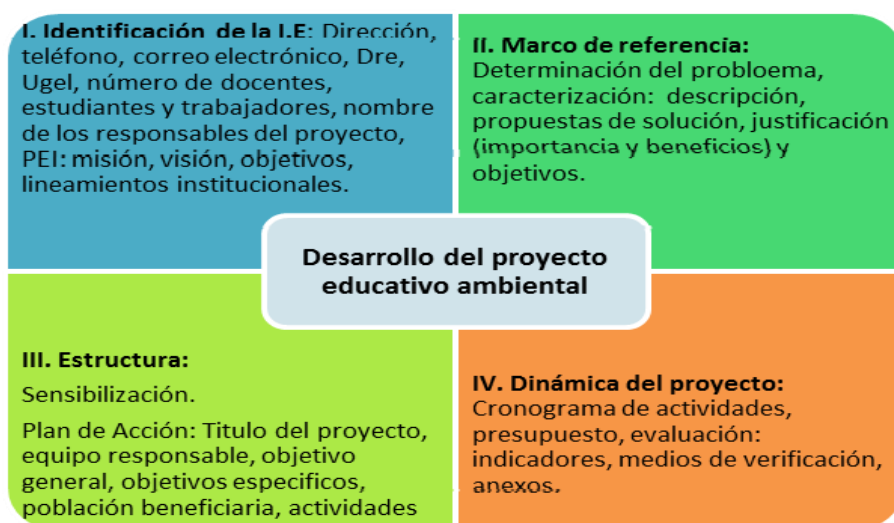 I. Identificación de la I.E: Dirección,
teléfono, correo electrónico, Dre,
Ugel, número de docentes,
estudiantes y trabajadores, nombre
de los responsables del proyecto,
PEI: misión, visión, objetivos,
lineamientos institucionales.
II. Marco de referencia:
Determinación del probloema,
caracterización: descripción,
propuestas de solución, justificación
(importancia y beneficios) y
objetivos.
Desarrollo del proyecto
educativo ambiental
III. Estructura:
Sensibilización.
Plan de Acción: Titulo del proyecto,
equipo responsable, objetivo
general, objetivos especificos,
población beneficiaria, actividades
IV. Dinámica del proyecto:
Cronograma de actividades,
presupuesto, evaluación:
indicadores, medios de verificación,
anexos.